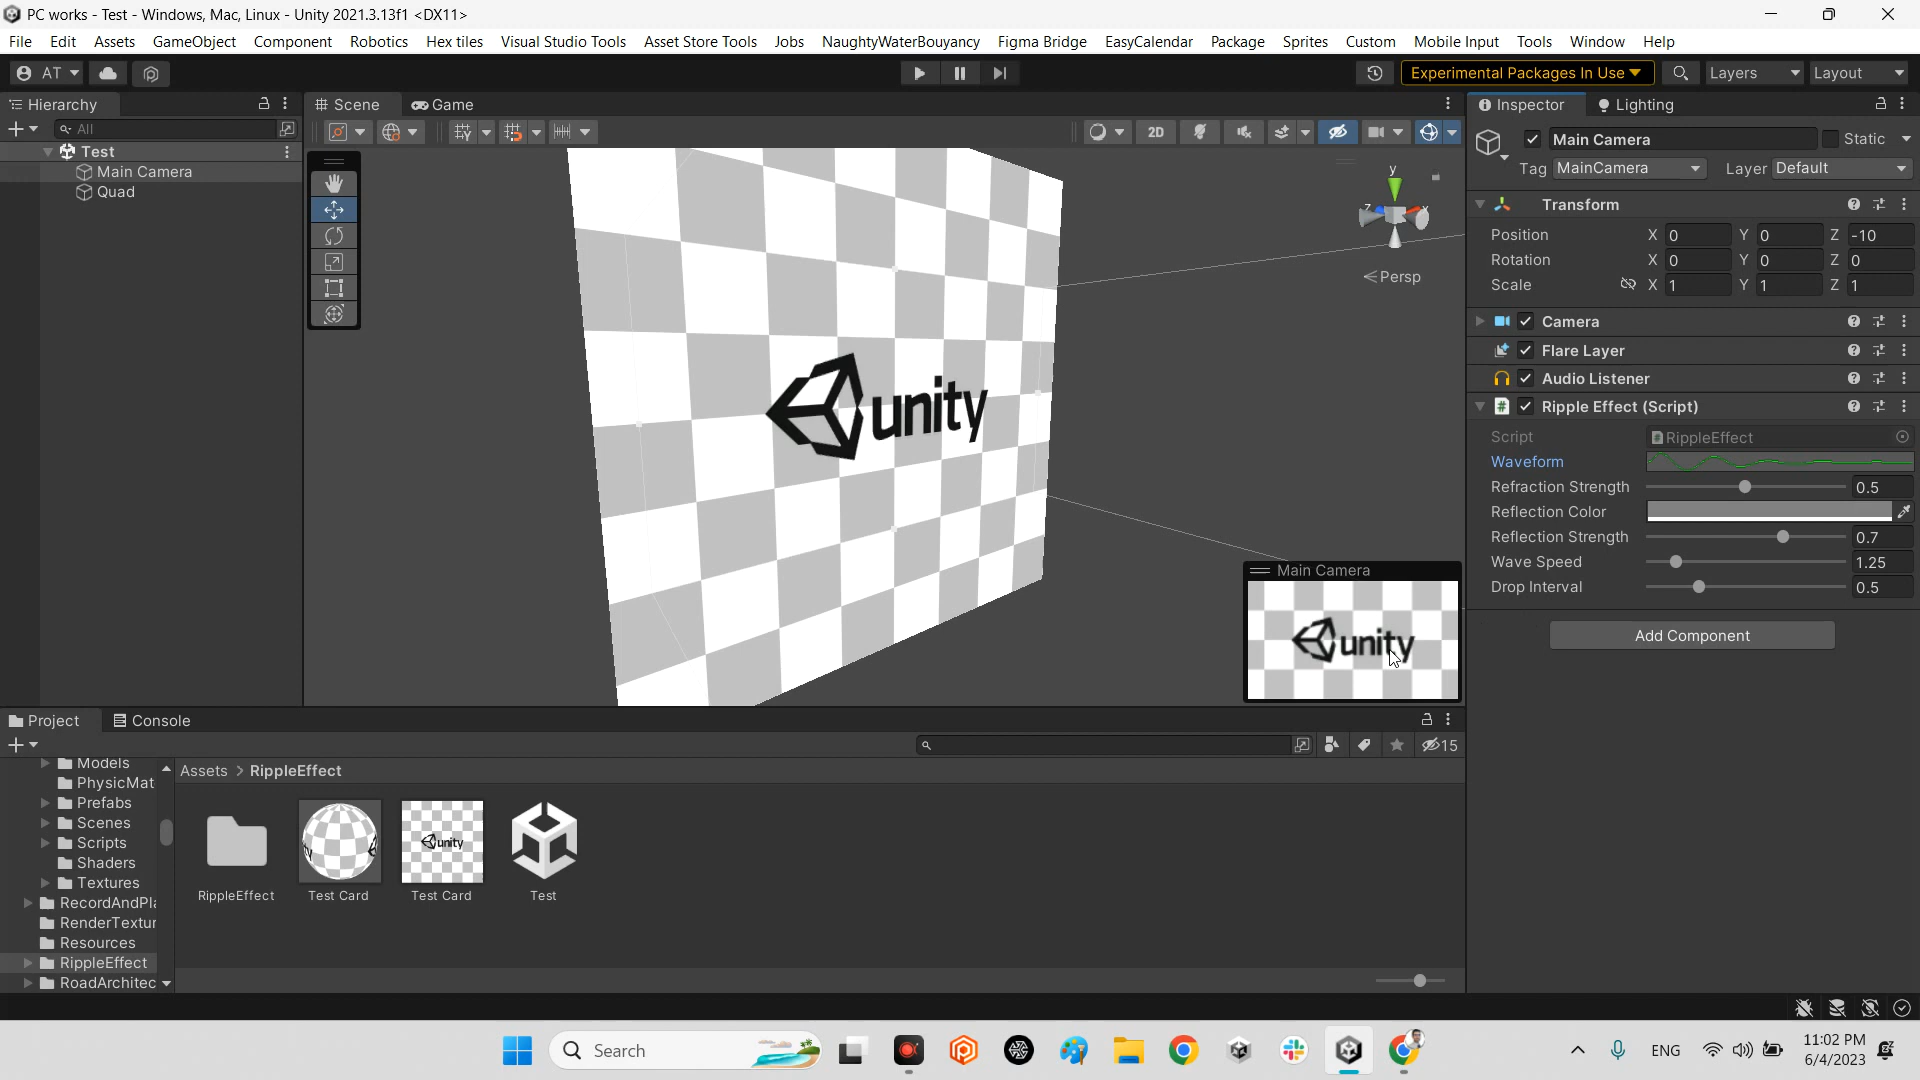 PC works - Test - Windows, Mac, Linux - Unity 2021.3.13f1 <DX11>
File Edit Assets GameObject Component Robotics Hex tiles Visual Studio Tools Asset Store Tools Jobs NaughtyWaterBouyancy Figma Bridge EasyCalendar Package Sprites Custom Mobile Input Tools Window Help
AT Experimental Packages In Use Layers Layout
Hierarchy
All
Test
Main Camera
Quad
Scene Game
2D
y
z x
Persp
unity
Main Camera
unity
Inspector Lighting
Main Camera Static
Tag MainCamera Layer Default
Transform
Position X 0 Y 0 Z -10
Rotation X 0 Y 0 Z 0
Scale X 1 Y 1 Z 1
Camera
Flare Layer
Audio Listener
Ripple Effect (Script)
Script RippleEffect
Waveform
Refraction Strength 0.5
Reflection Color
Reflection Strength 0.7
Wave Speed 1.25
Drop Interval 0.5
Add Component
Project Console
15
Models
PhysicMat
Prefabs
Scenes
Scripts
Shaders
Textures
RecordAndPla
RenderTextur
Resources
RippleEffect
RoadArchitec
Assets > RippleEffect
unity
RippleEffect Test Card Test Card Test
Search
ENG
11:02 PM
6/4/2023